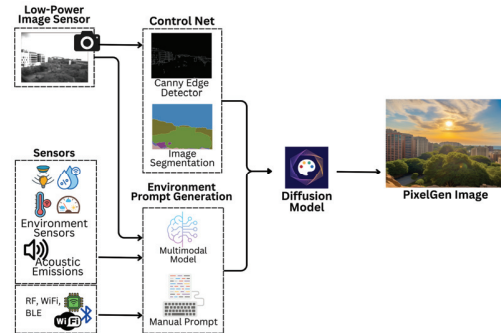 Low-Power
Image Sensor
Control Net
Canny Edge
Detector
Image
Segmentation
Sensors
Environment
Sensors
Acoustic
Emissions
RF, WiFi,
BLE
WiFi
Environment
Prompt Generation
Multimodal
Model
Manual Prompt
Diffusion
Model
PixelGen Image